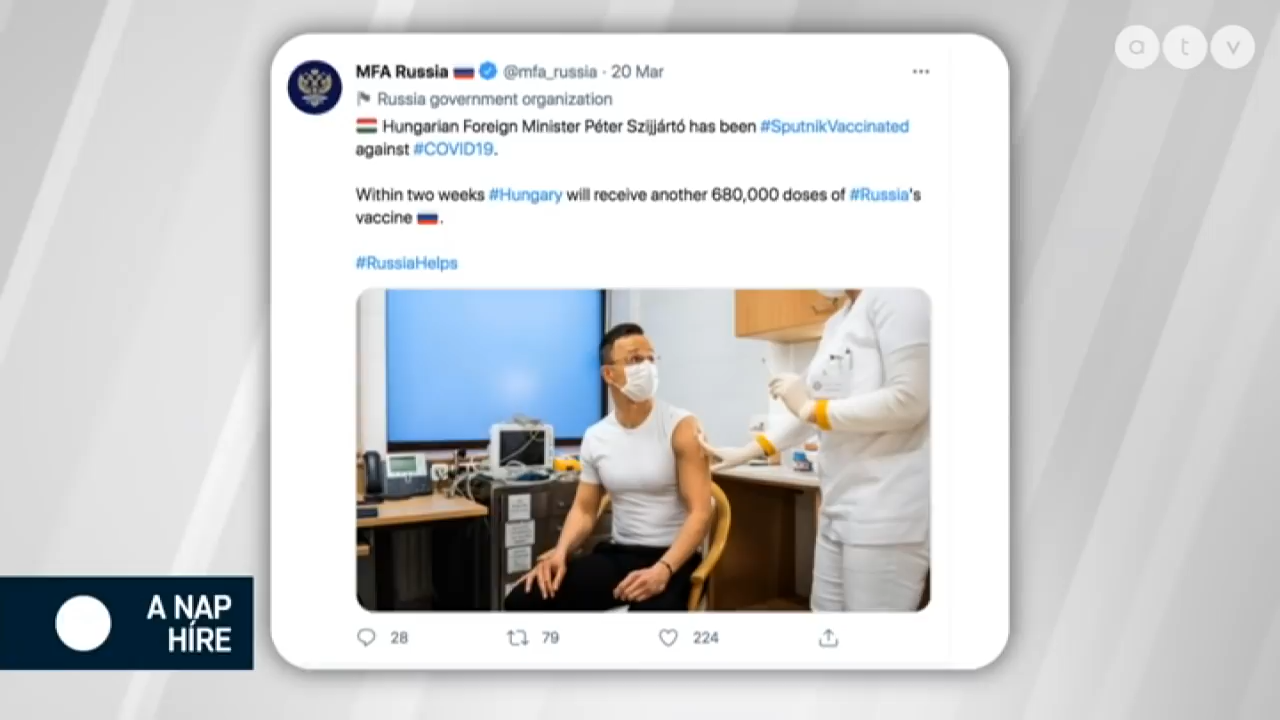 atv
MFA Russia 🇷🇺 @mfa_russia · 20 Mar
Russia government organization
🇭🇺 Hungarian Foreign Minister Péter Szijjártó has been #SputnikVaccinated
against #COVID19.
Within two weeks #Hungary will receive another 680,000 doses of #Russia's
vaccine 🇷🇺.
#RussiaHelps
28 79 224
A NAP
HÍRE